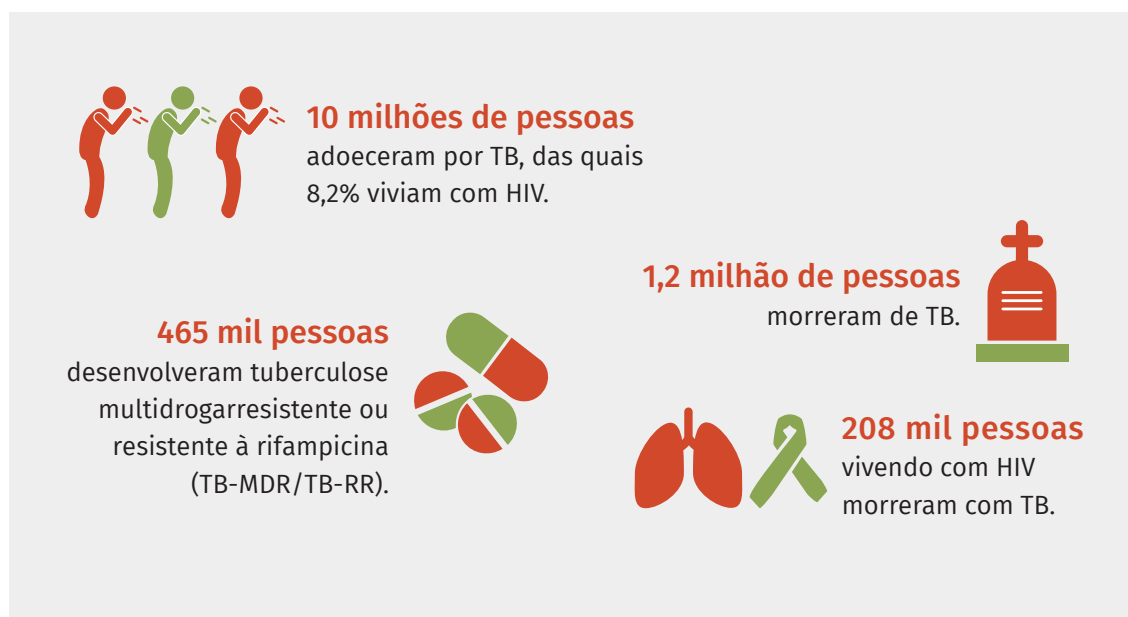 10 milhões de pessoas
adoeceram por TB, das quais
8,2% viviam com HIV.
1,2 milhão de pessoas
morreram de TB.
465 mil pessoas
desenvolveram tuberculose
multidrogarresistente ou
resistente à rifampicina
(TB-MDR/TB-RR).
208 mil pessoas
vivendo com HIV
morreram com TB.